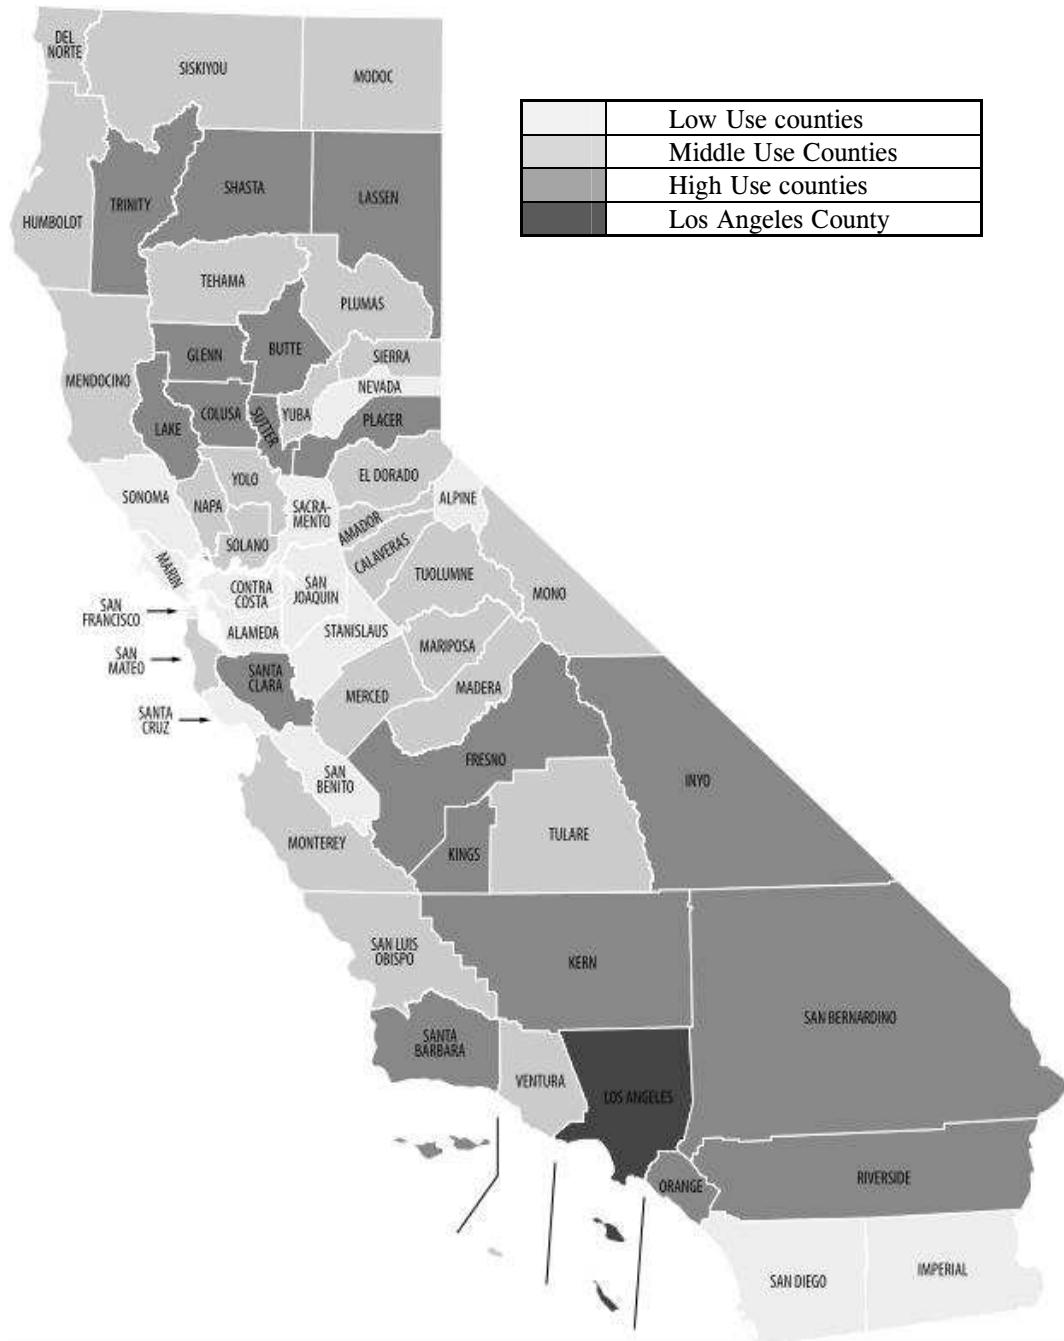 DEL
NORTE
SISKIYOU
MODOC
Low Use counties
Middle Use Counties
High Use counties
Los Angeles County
HUMBOLDT
TRINITY
SHASTA
LASSEN
TEHAMA
PLUMAS
GLENN
BUTTE
SIERRA
MENDOCINO
NEVADA
LAKE
COLUSA
SUTTER
YUBA
PLACER
SONOMA
NAPA
YOLO
EL DORADO
SACRA-
MENTO
ALPINE
AMADOR
SOLANO
CALAVERAS
MARIN
CONTRA
COSTA
SAN
JOAQUIN
TUOLUMNE
MONO
SAN
FRANCISCO
ALAMEDA
STANISLAUS
MARIPOSA
SAN
MATEO
SANTA
CLARA
MERCED
MADERA
SANTA
CRUZ
SAN
BENITO
FRESNO
INYO
MONTEREY
KINGS
TULARE
SAN LUIS
OBISPO
KERN
SAN BERNARDINO
SANTA
BARBARA
VENTURA
LOS ANGELES
ORANGE
RIVERSIDE
SAN DIEGO
IMPERIAL